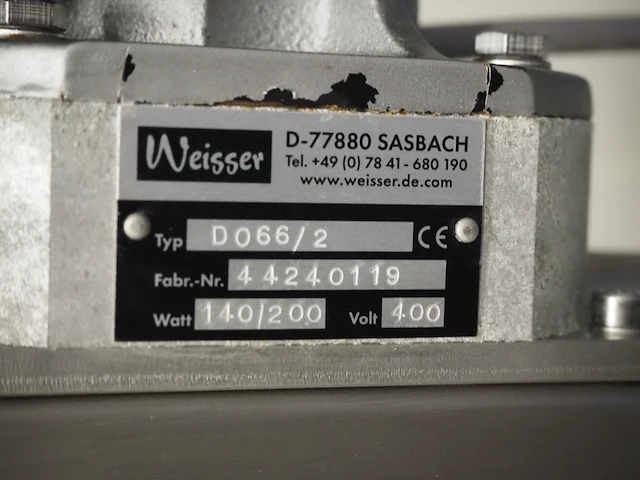 Weisser
D-77880 SASBACH
Tel. +49 (0) 78 41 - 680 190
www.weisser.de.com
Typ D066/2 CE
Fabr.-Nr. 44240119
Watt 140/200 Volt 400